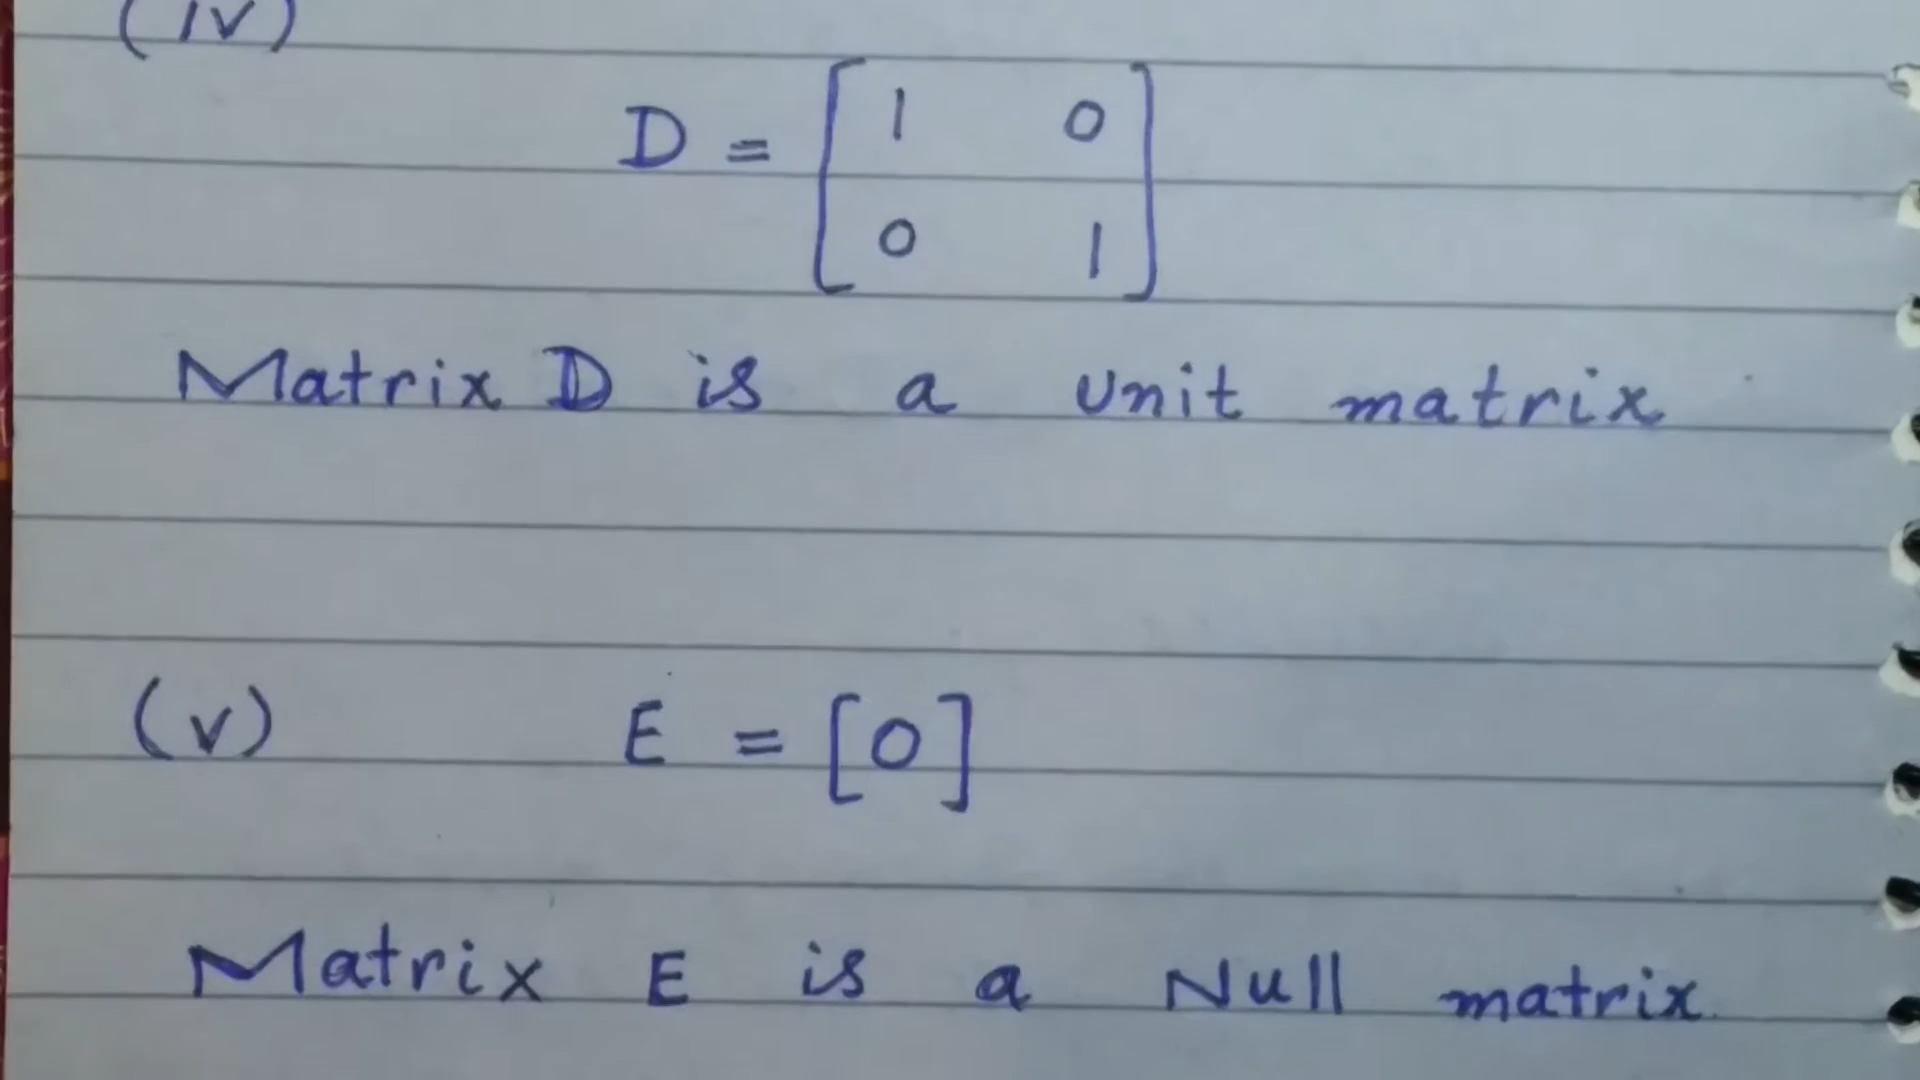 (iv)
D = [ 1 0
0 1 ]
Matrix D is a unit matrix
(v) E = [0]
Matrix E is a Null matrix.